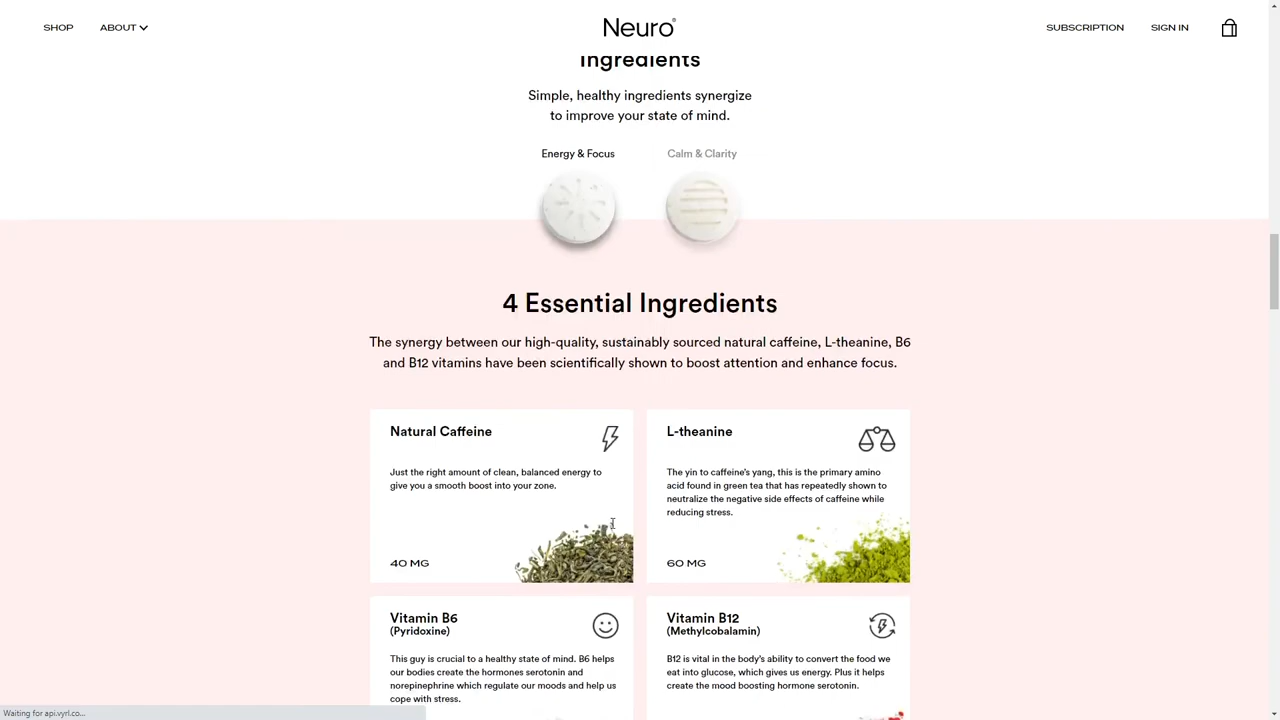 SHOP
ABOUT
Neuro
SUBSCRIPTION
SIGN IN
Ingredients
Simple, healthy ingredients synergize
to improve your state of mind.
Energy & Focus
Calm & Clarity
4 Essential Ingredients
The synergy between our high-quality, sustainably sourced natural caffeine, L-theanine, B6
and B12 vitamins have been scientifically shown to boost attention and enhance focus.
Natural Caffeine
Just the right amount of clean, balanced energy to
give you a smooth boost into your zone.
40 MG
L-theanine
The yin to caffeine's yang, this is the primary amino
acid found in green tea that has repeatedly shown to
neutralize the negative side effects of caffeine while
reducing stress.
60 MG
Vitamin B6
(Pyridoxine)
This guy is crucial to a healthy state of mind. B6 helps
our bodies create the hormones serotonin and
norepinephrine which regulate our moods and help us
cope with stress.
Vitamin B12
(Methylcobalamin)
B12 is vital in the body's ability to convert the food we
eat into glucose, which gives us energy. Plus it helps
create the mood boosting hormone serotonin.
Waiting for api.vyrl.co...